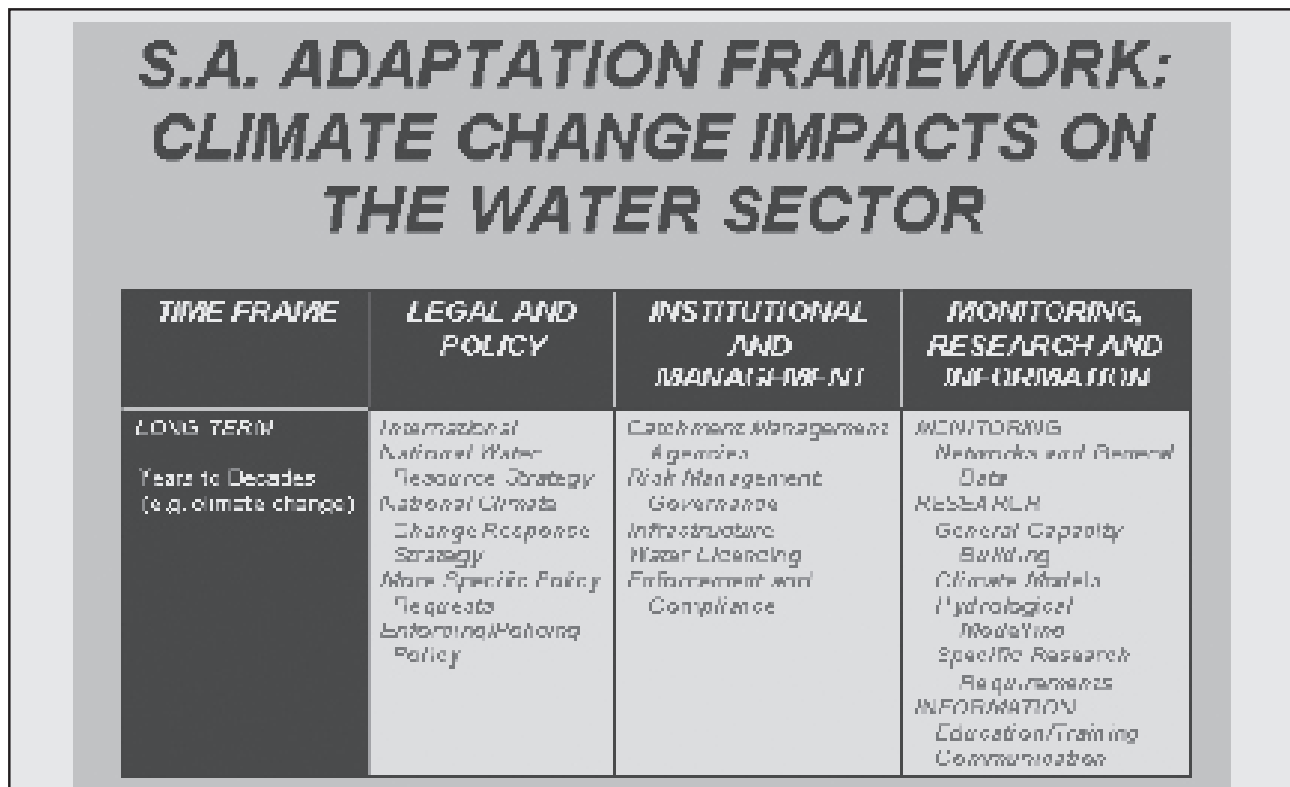 S.A. ADAPTATION FRAMEWORK:
CLIMATE CHANGE IMPACTS ON
THE WATER SECTOR
TIME FRAME
LEGAL AND
POLICY
INSTITUTIONAL
AND
MANAGEMENT
MONITORING,
RESEARCH AND
INFORMATION
LONG TERM
Years to Decades
(e.g. climate change)
International
National Water
Resource Strategy
National Climate
Change Response
Strategy
More Specific Policy
Requests
Enforcing/Policing
Policy
Catchment Management
Agencies
Risk Management
Governance
Infrastructure
Water Licencing
Enforcement and
Compliance
MONITORING
Networks and General
Data
RESEARCH
General Capacity
Building
Climate Models
Hydrological
Modelling
Specific Research
Requirements
INFORMATION
Education/Training
Communication